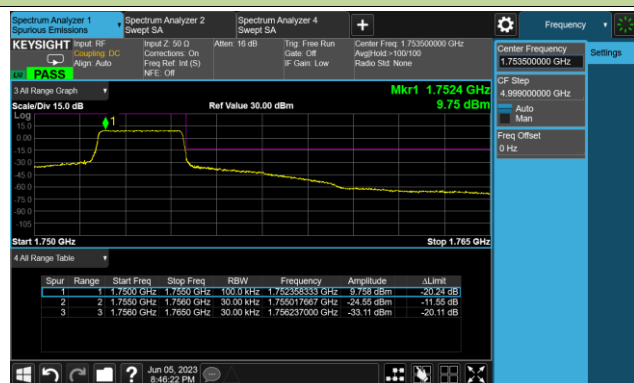 Spectrum Analyzer 1
Spurious Emissions
Spectrum Analyzer 2
Swept SA
Spectrum Analyzer 4
Swept SA
Frequency
KEYSIGHT
Input: RF
Coupling: DC
Align: Auto
Input Z: 50 Ω
Corrections: On
Freq Ref: Int (S)
NFE: Off
Atten: 16 dB
Trig: Free Run
Gate: Off
IF Gain: Low
Center Freq: 1.753500000 GHz
Avg|Hold:>100/100
Radio Std: None
PASS
Center Frequency
1.753500000 GHz
Settings
CF Step
4.999000000 GHz
Auto
Man
Freq Offset
0 Hz
3 All Range Graph
Mkr1 1.7524 GHz
Scale/Div 15.0 dB
Ref Value 30.00 dBm
9.75 dBm
Log
1
15.0
0.00
-15.0
-30.0
-45.0
-60.0
-75.0
-90.0
-105
Start 1.750 GHz
Stop 1.765 GHz
4 All Range Table
Spur Range Start Freq Stop Freq RBW Frequency Amplitude ΔLimit
1 1 1.7500 GHz 1.7550 GHz 100.0 kHz 1.752358333 GHz 9.758 dBm -20.24 dB
2 2 1.7550 GHz 1.7560 GHz 30.00 kHz 1.755017667 GHz -24.55 dBm -11.55 dB
3 3 1.7560 GHz 1.7650 GHz 30.00 kHz 1.756237000 GHz -33.11 dBm -20.11 dB
?
Jun 05, 2023
8:46:22 PM